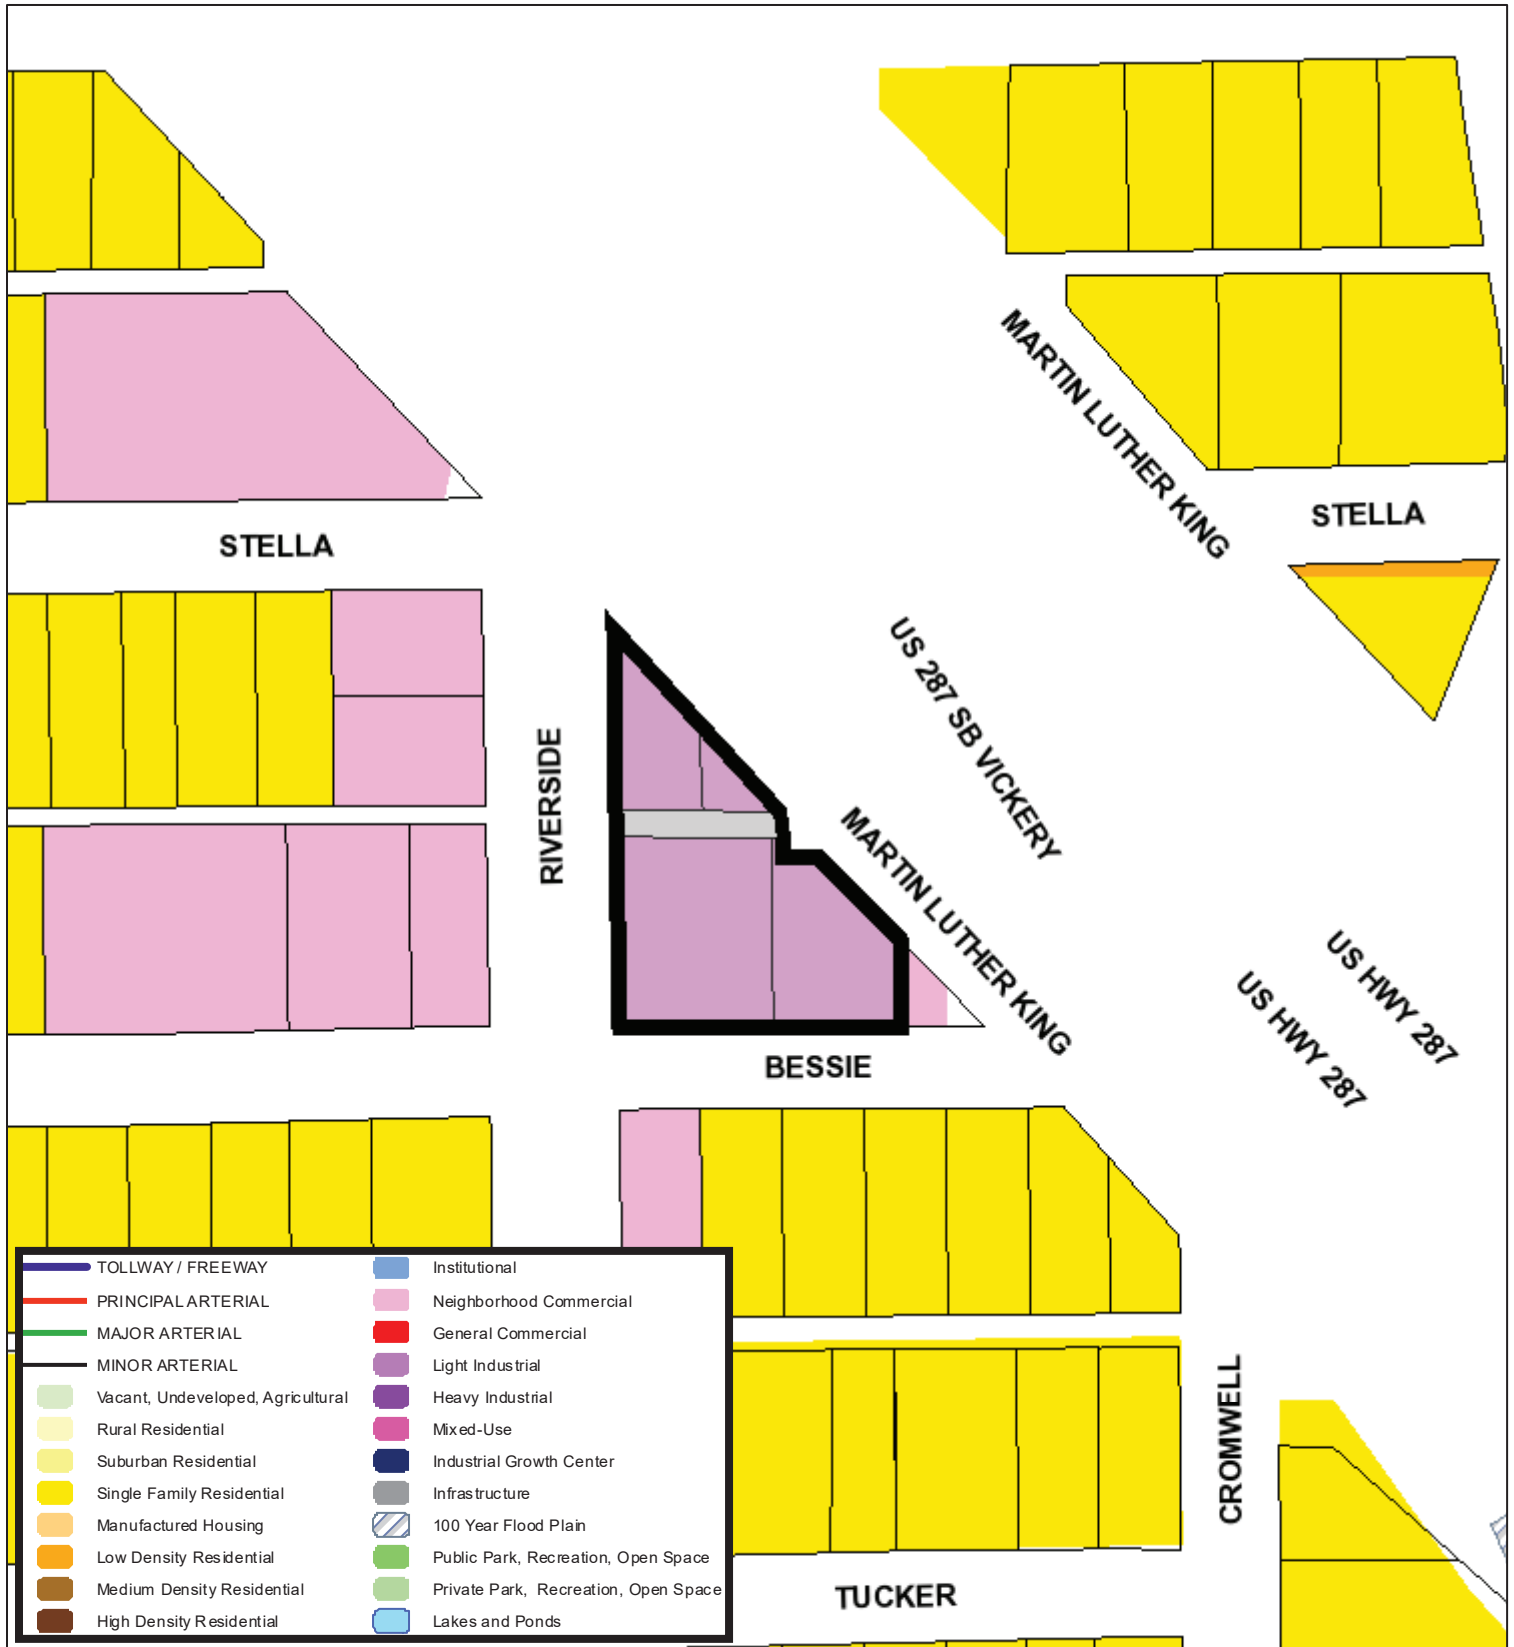 MARTIN LUTHER KING
STELLA
STELLA
US 287 SB VICKERY
RIVERSIDE
MARTIN LUTHER KING
US HWY 287
US HWY 287
BESSIE
TOLLWAY / FREEWAY
PRINCIPAL ARTERIAL
MAJOR ARTERIAL
MINOR ARTERIAL
Vacant, Undeveloped, Agricultural
Rural Residential
Suburban Residential
Single Family Residential
Manufactured Housing
Low Density Residential
Medium Density Residential
High Density Residential
Institutional
Neighborhood Commercial
General Commercial
Light Industrial
Heavy Industrial
Mixed-Use
Industrial Growth Center
Infrastructure
100 Year Flood Plain
Public Park, Recreation, Open Space
Private Park, Recreation, Open Space
Lakes and Ponds
CROMWELL
TUCKER